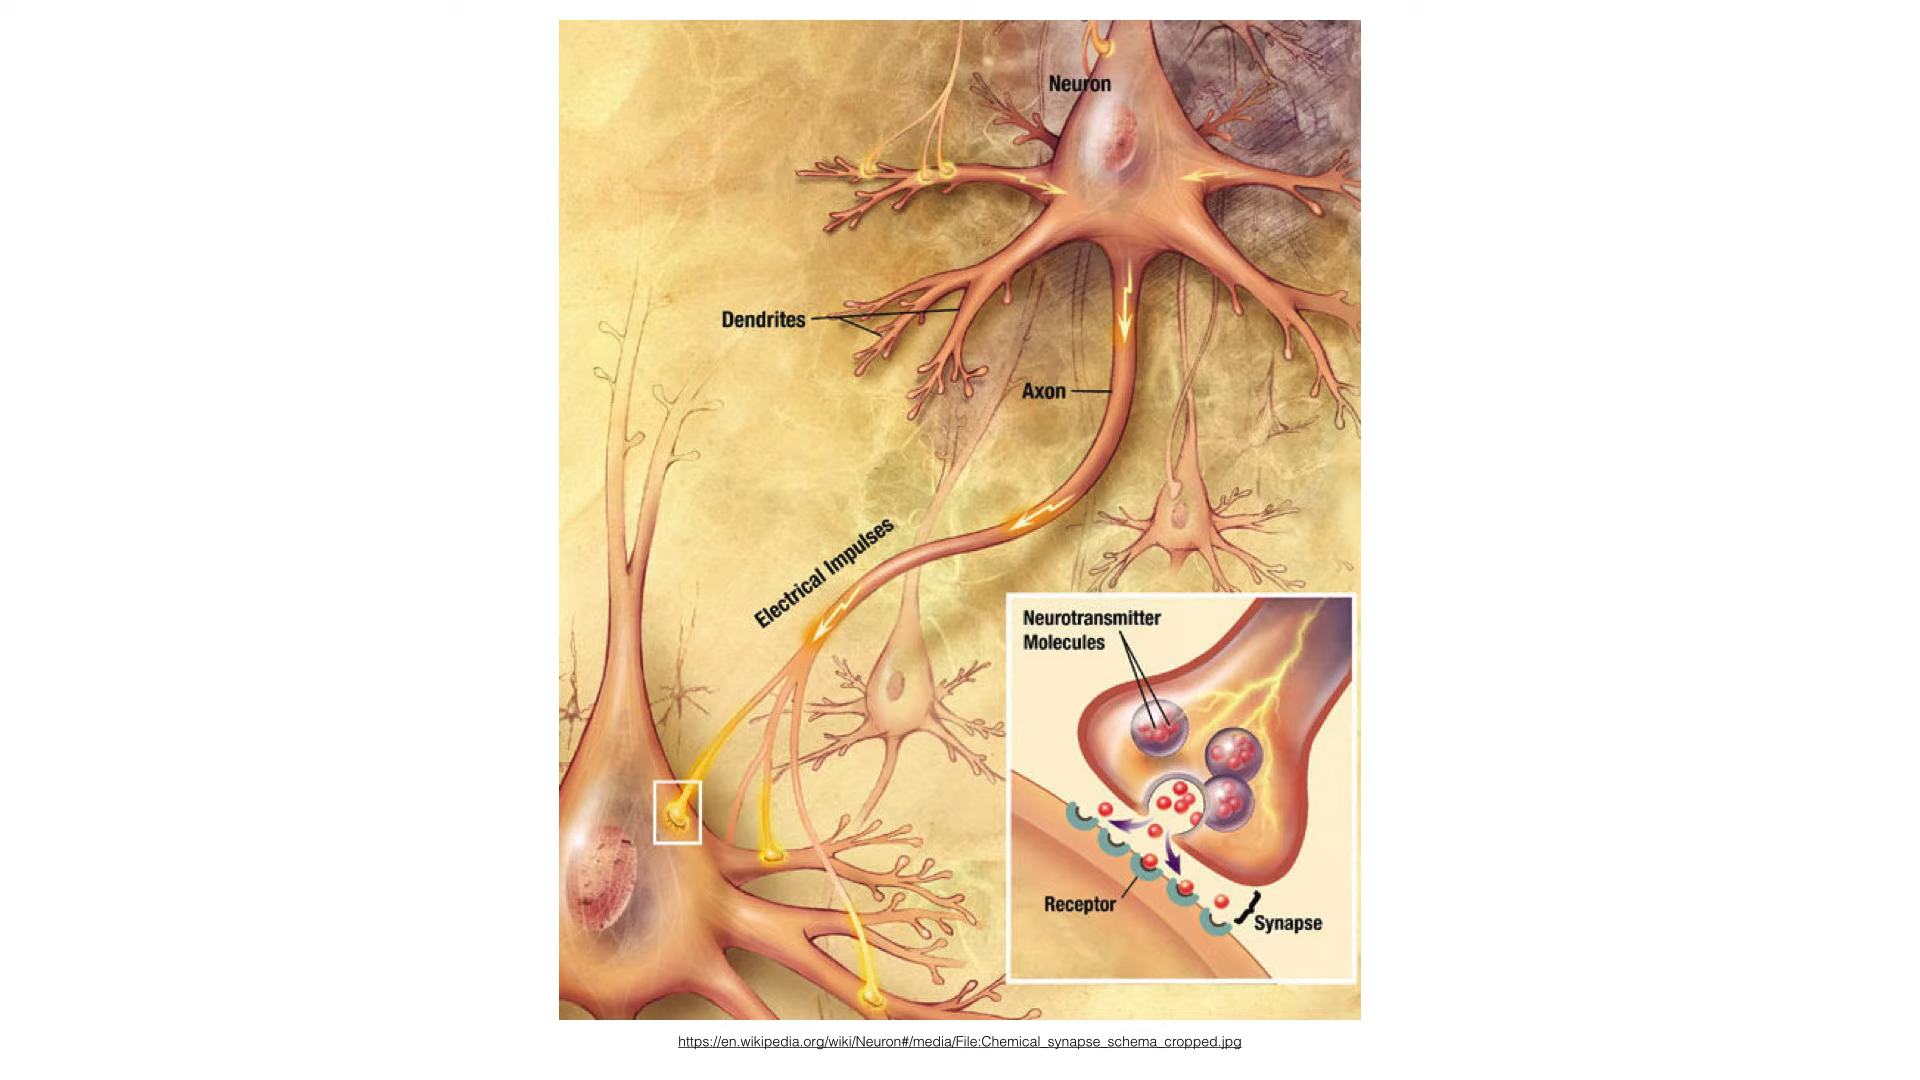 Neuron
Dendrites
Axon
Electrical Impulses
Neurotransmitter
Molecules
Receptor
Synapse
https://en.wikipedia.org/wiki/Neuron#/media/File:Chemical_synapse_schema_cropped.jpg